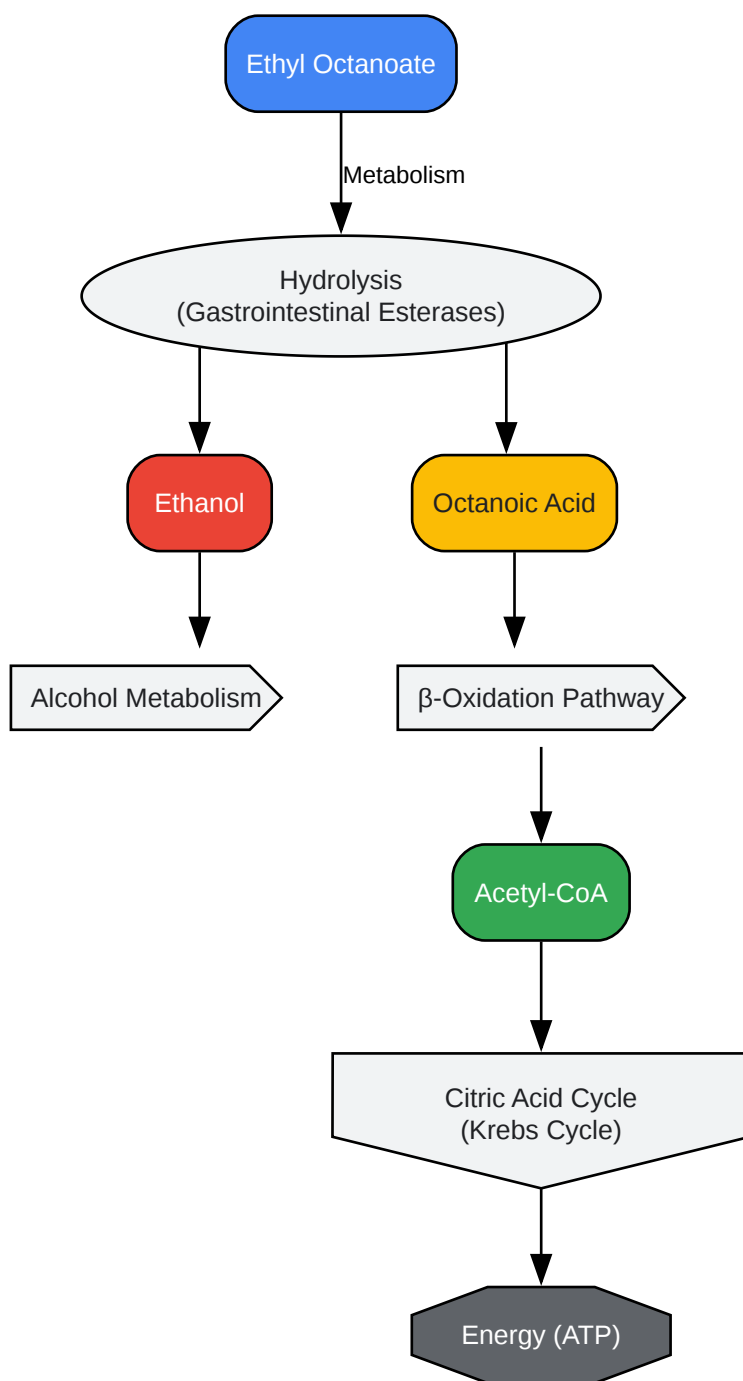 Ethyl Octanoate
Metabolism
Hydrolysis
(Gastrointestinal Esterases)
Ethanol
Octanoic Acid
Alcohol Metabolism
β-Oxidation Pathway
Acetyl-CoA
Citric Acid Cycle
(Krebs Cycle)
Energy (ATP)